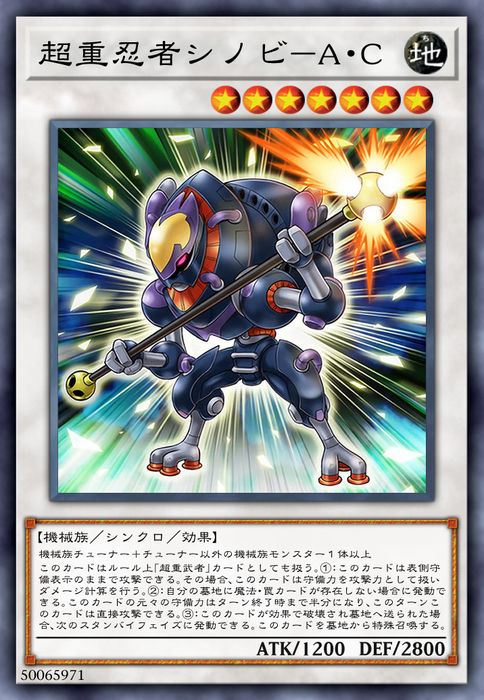 超重忍者シノビーA・C
地
ち
【機械族／シンクロ／効果】
機械族チューナー＋チューナー以外の機械族モンスター１体以上
このカードはルール上「超重武者」カードとしても扱う。①：このカードは表側守
備表示のままで攻撃できる。その場合、このカードは守備力を攻撃力として扱い
ダメージ計算を行う。②：自分の墓地に魔法・罠カードが存在しない場合に発動で
きる。このカードの元々の守備力はターン終了時まで半分になり、このターンこ
のカードは直接攻撃できる。③：このカードが効果で破壊され墓地へ送られた場
合、次のスタンバイフェイズに発動できる。このカードを墓地から特殊召喚する。
ATK/1200 DEF/2800
50065971